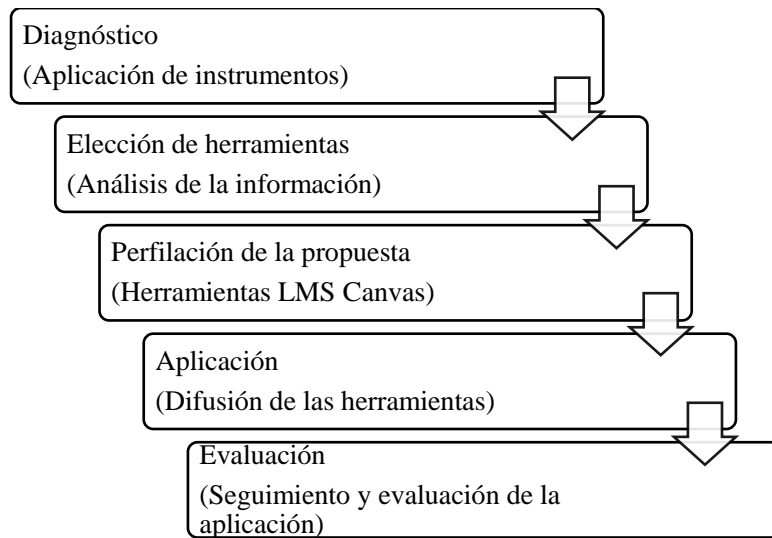 Diagnóstico
(Aplicación de instrumentos)
Elección de herramientas
(Análisis de la información)
Perfilación de la propuesta
(Herramientas LMS Canvas)
Aplicación
(Difusión de las herramientas)
Evaluación
(Seguimiento y evaluación de la
aplicación)